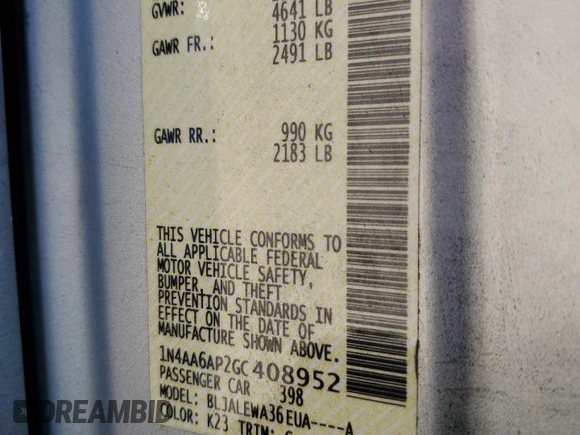 GVWR: 4641 LB
1130 KG
GAWR FR.: 2491 LB
990 KG
GAWR RR.: 2183 LB
THIS VEHICLE CONFORMS TO
ALL APPLICABLE FEDERAL
MOTOR VEHICLE SAFETY,
BUMPER, AND THEFT
PREVENTION STANDARDS IN
EFFECT ON THE DATE OF
MANUFACTURE SHOWN ABOVE.
1N4AA6AP2GC408952
PASSENGER CAR 398
MODEL: BLJALEWA36EUA----A
COLOR: K23 TRIM:
DREAMBID